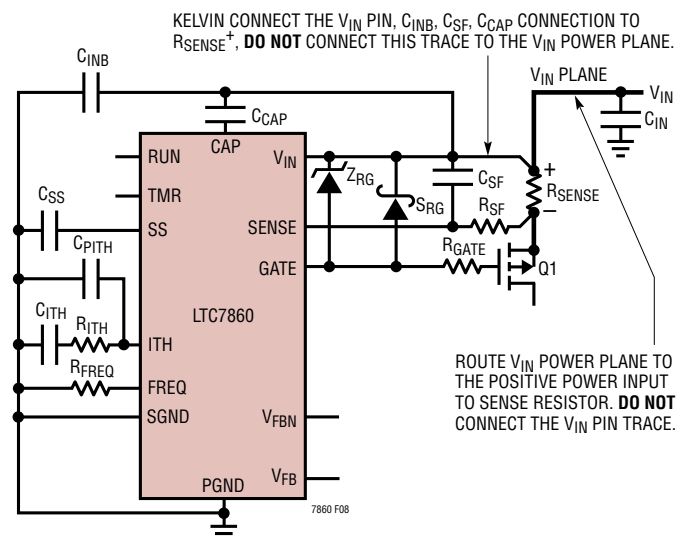 KELVIN CONNECT THE VIN PIN, CINB, CSF, CCAP CONNECTION TO
RSENSE+, DO NOT CONNECT THIS TRACE TO THE VIN POWER PLANE.
CINB
VIN PLANE
VIN
CCAP
CIN
CAP
RUN
VIN
ZRG
+
CSF
RSENSE
TMR
CSS
SRG
RSF
–
SS
SENSE
CPITH
RGATE
GATE
Q1
LTC7860
CITH
RITH
ITH
ROUTE VIN POWER PLANE TO
THE POSITIVE POWER INPUT
TO SENSE RESISTOR. DO NOT
CONNECT THE VIN PIN TRACE.
RFREQ
FREQ
SGND
VFBN
VFB
PGND
7860 F08